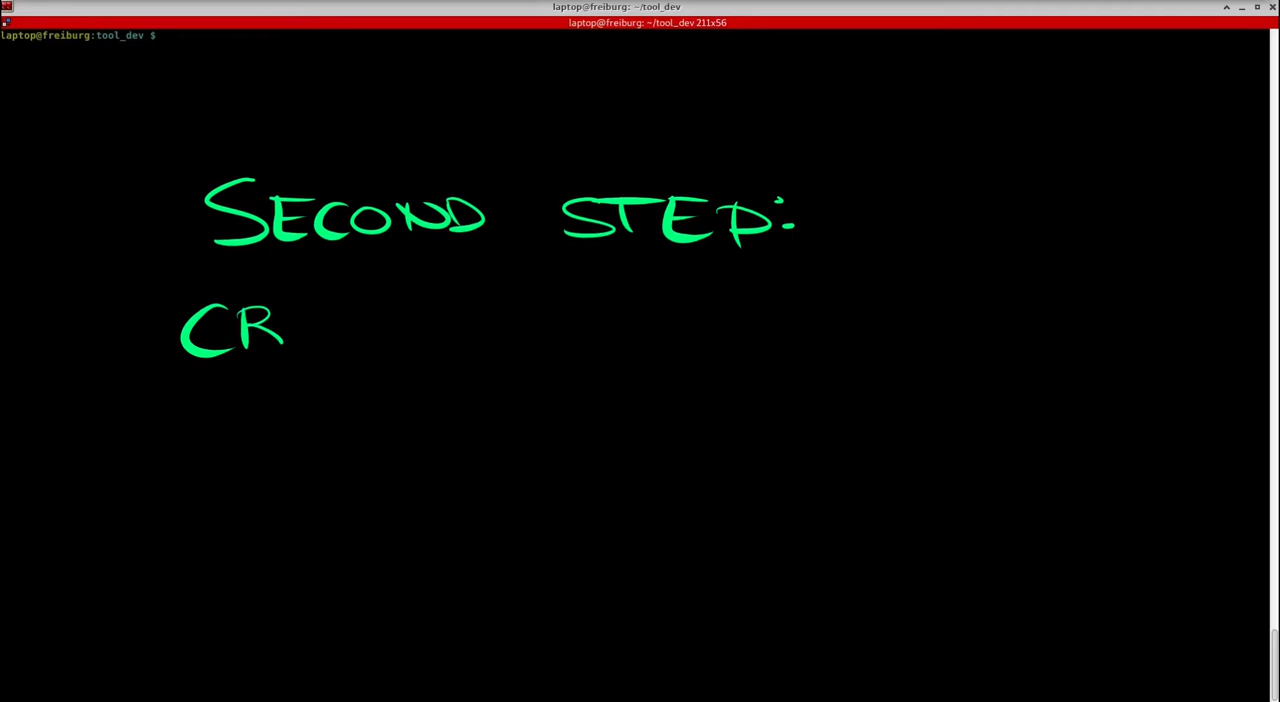 laptop@freiburg: ~/tool_dev
laptop@freiburg: ~/tool_dev 211x56
laptop@freiburg:tool_dev $
SECOND STEP:
CR